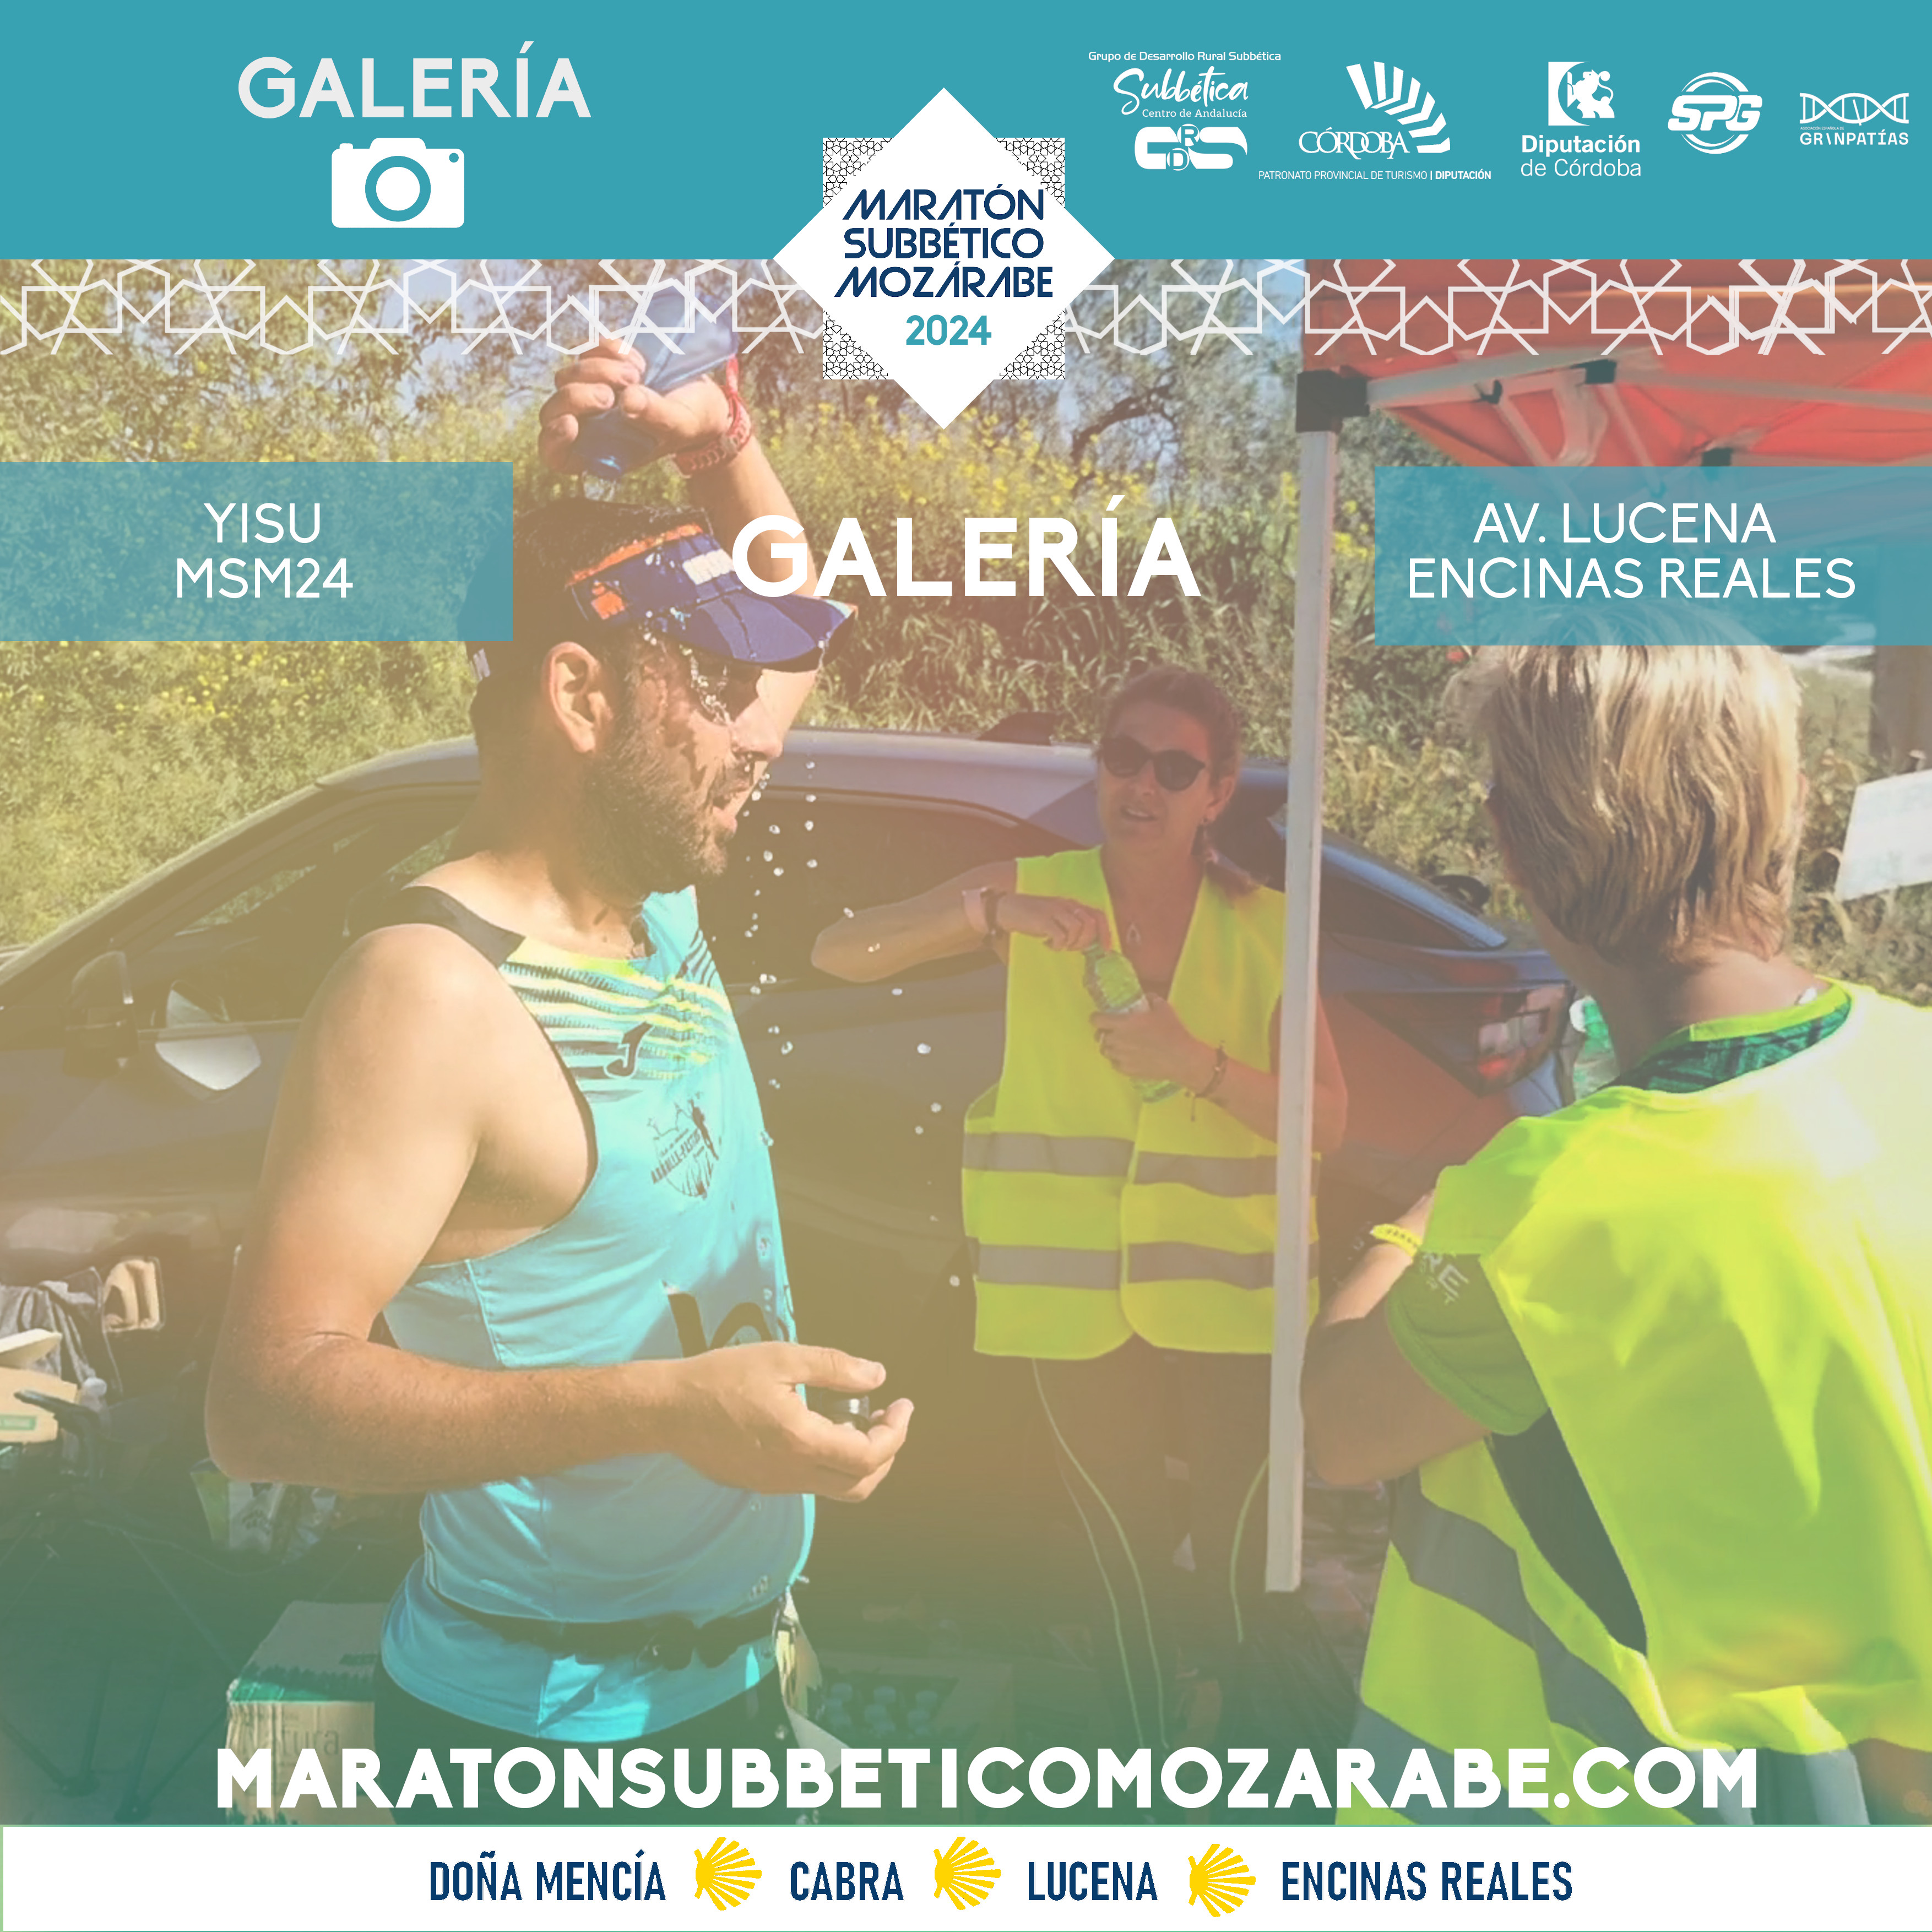 GALERÍA
Grupo de Desarrollo Rural Subbética
Subbética
Centro de Andalucía
CÓRDOBA
PATRONATO PROVINCIAL DE TURISMO | DIPUTACIÓN
Diputación
de Córdoba
SPG
GRINPATÍAS
MARATÓN
SUBBÉTICO
MOZÁRABE
2024
YISU
MSM24
GALERÍA
AV. LUCENA
ENCINAS REALES
MARATONSUBBETICOMOZARABE.COM
DOÑA MENCÍA CABRA LUCENA ENCINAS REALES